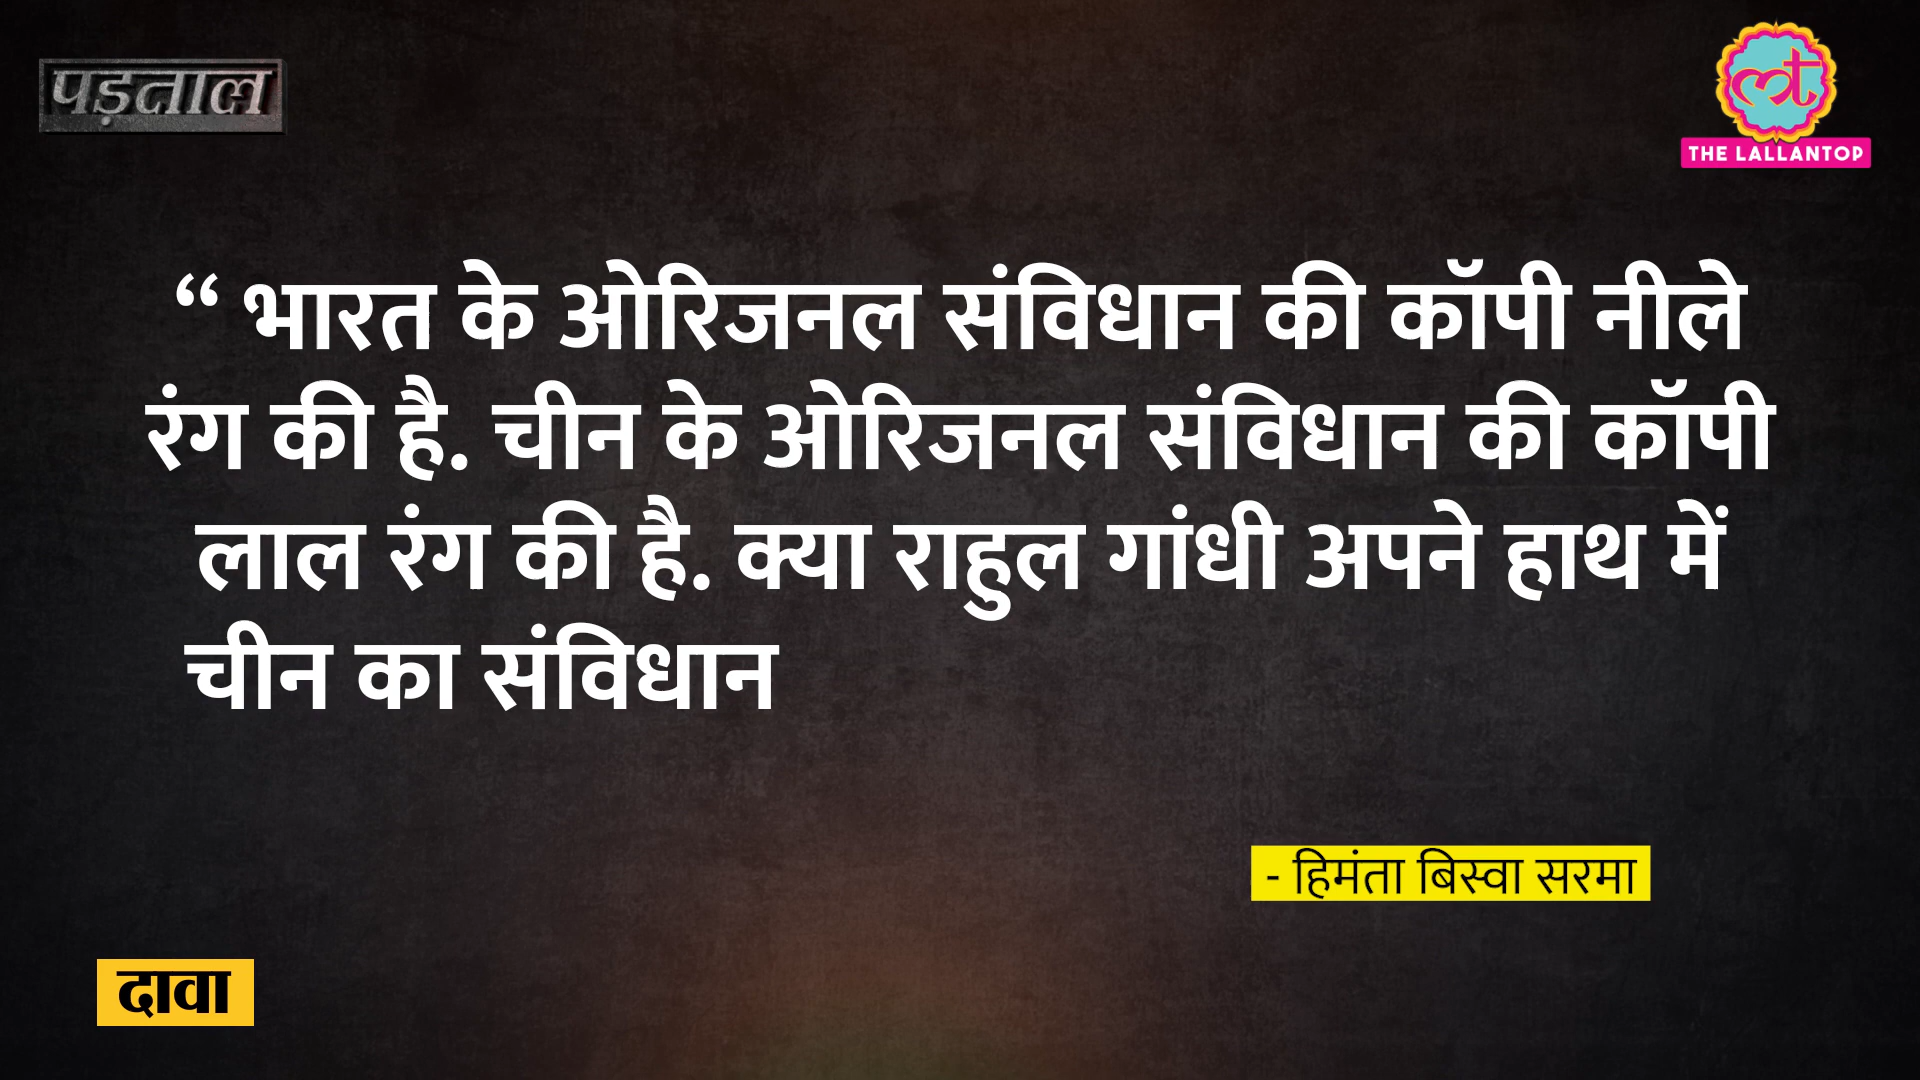 पड़ताल
THE LALLANTOP
“ भारत के ओरिजनल संविधान की कॉपी नीले
रंग की है. चीन के ओरिजनल संविधान की कॉपी
लाल रंग की है. क्या राहुल गांधी अपने हाथ में
चीन का संविधान
- हिमंता बिस्वा सरमा
दावा